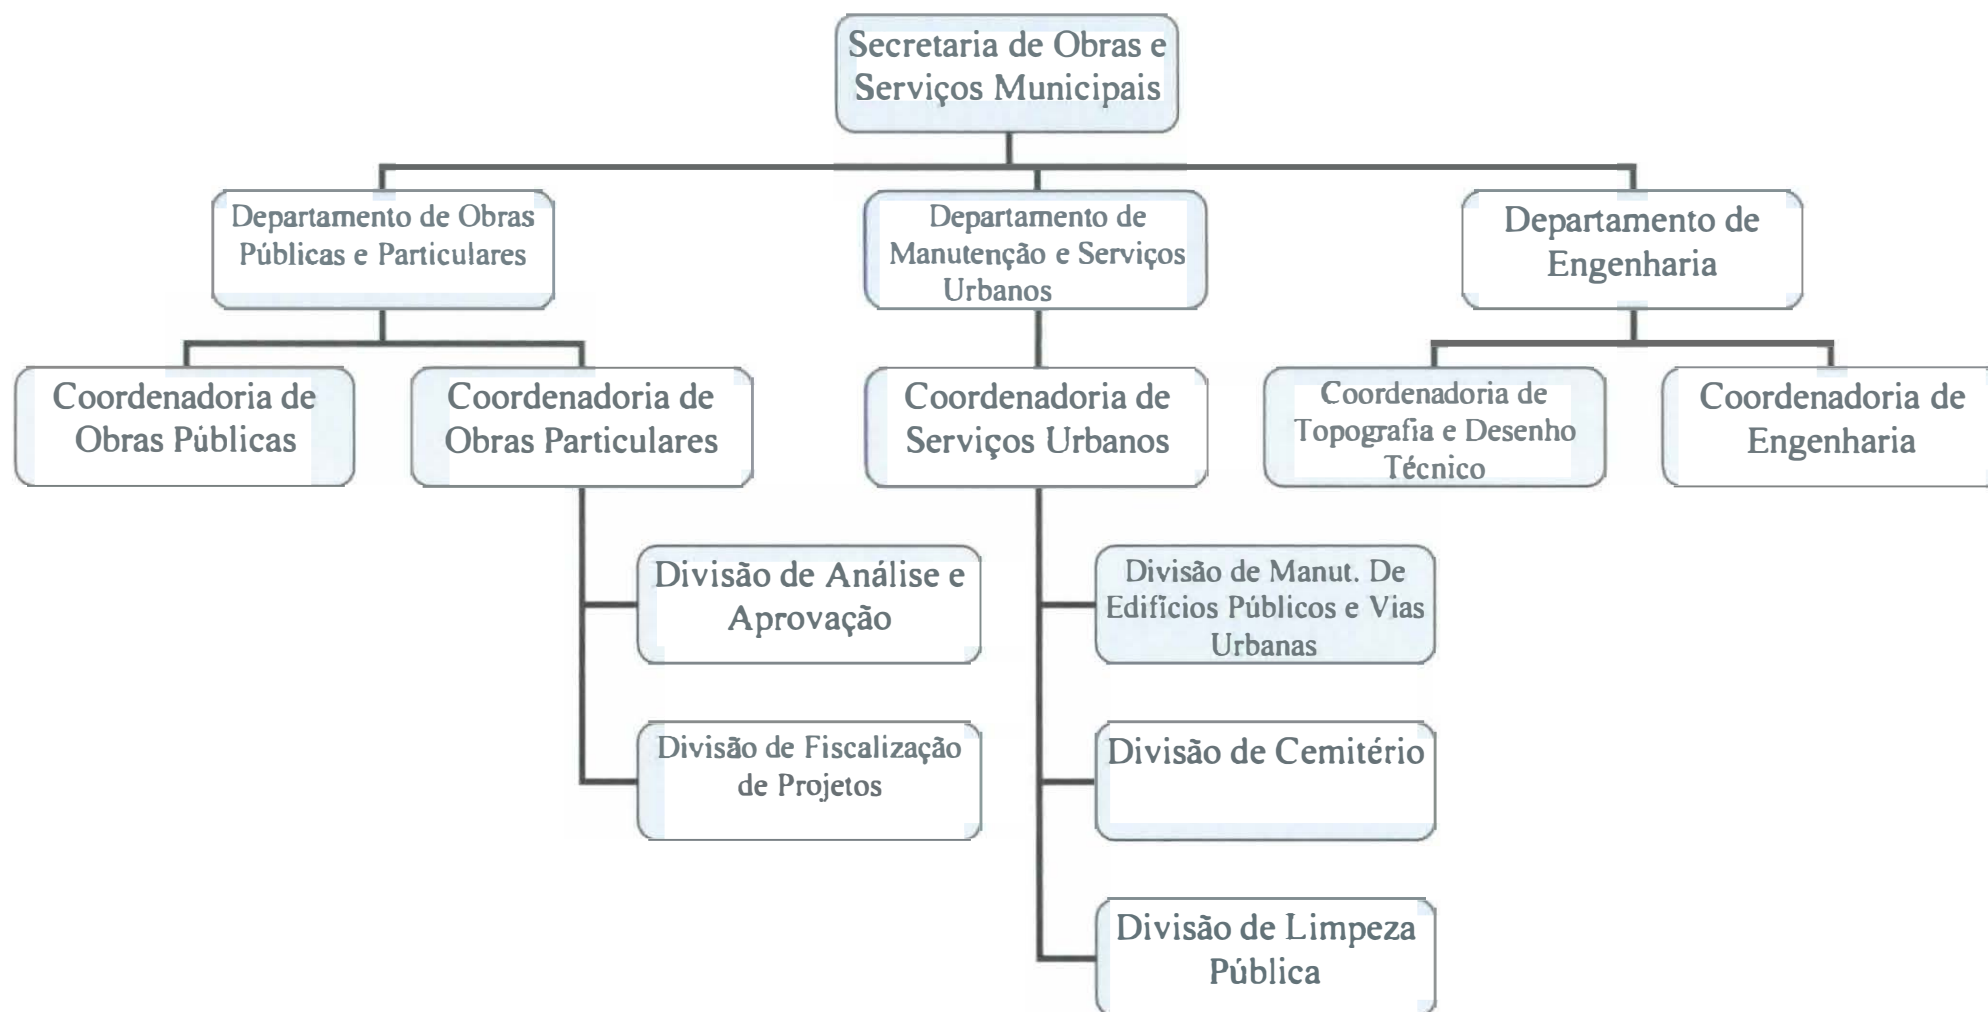 Secretaria de Obras e
Serviços Municipais
Departamento de Obras
Públicas e Particulares
Departamento de
Manutenção e Serviços
Urbanos
Departamento de
Engenharia
Coordenadoria de
Obras Públicas
Coordenadoria de
Obras Particulares
Coordenadoria de
Serviços Urbanos
Coordenadoria de
Topografia e Desenho
Técnico
Coordenadoria de
Engenharia
Divisão de Análise e
Aprovação
Divisão de Manut. De
Edifícios Públicos e Vias
Urbanas
Divisão de Fiscalização
de Projetos
Divisão de Cemitério
Divisão de Limpeza
Pública